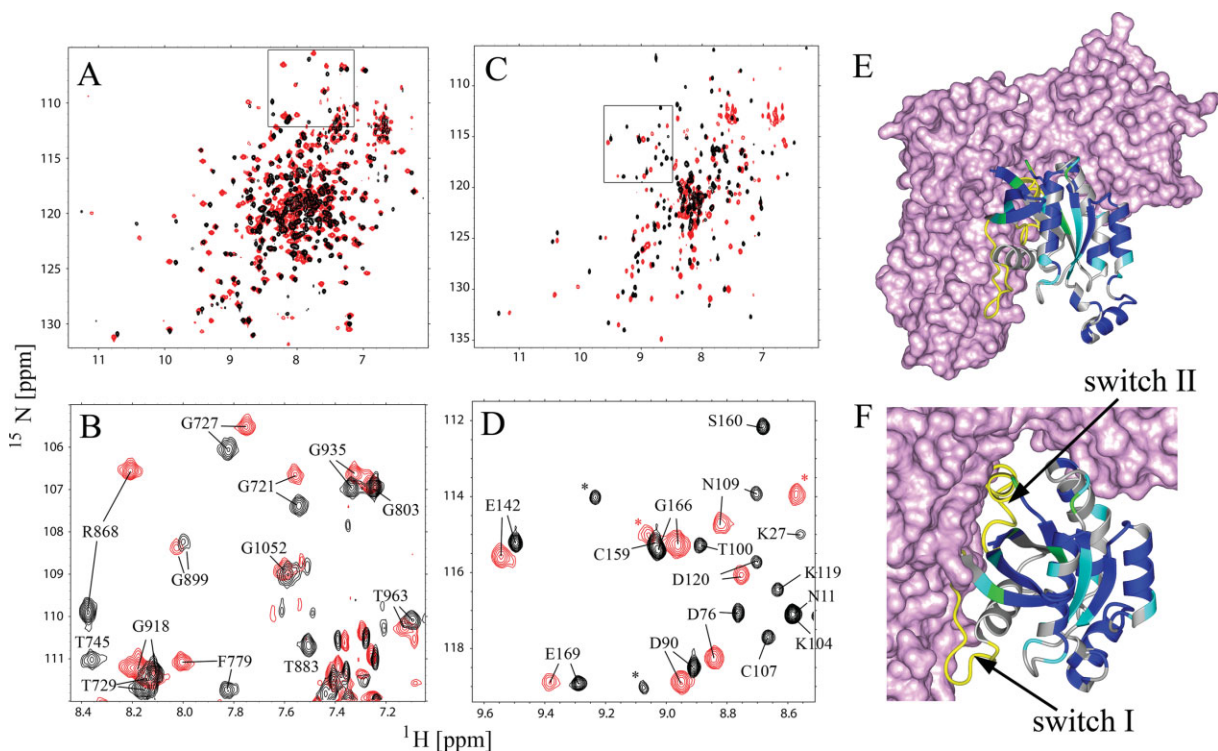 A
110
115
120
125
130
11 10 9 8 7
C
110
115
120
125
130
135
11 10 9 8 7
E
switch II
15N [ppm]
B
105
106
107
108
109
110
111
G727
G935
G721
G803
R868
G1052
G899
T963
T745
G918
F779
T883
T729
8.4 8.2 8.0 7.8 7.6 7.4 7.2
D
112
113
114
115
116
117
118
S160
*
*
N109
E142
*
G166
K27
C159
T100
D120
K119
D76
N11
D90
K104
E169
C107
*
9.6 9.4 9.2 9.0 8.8 8.6
1H [ppm]
F
switch I